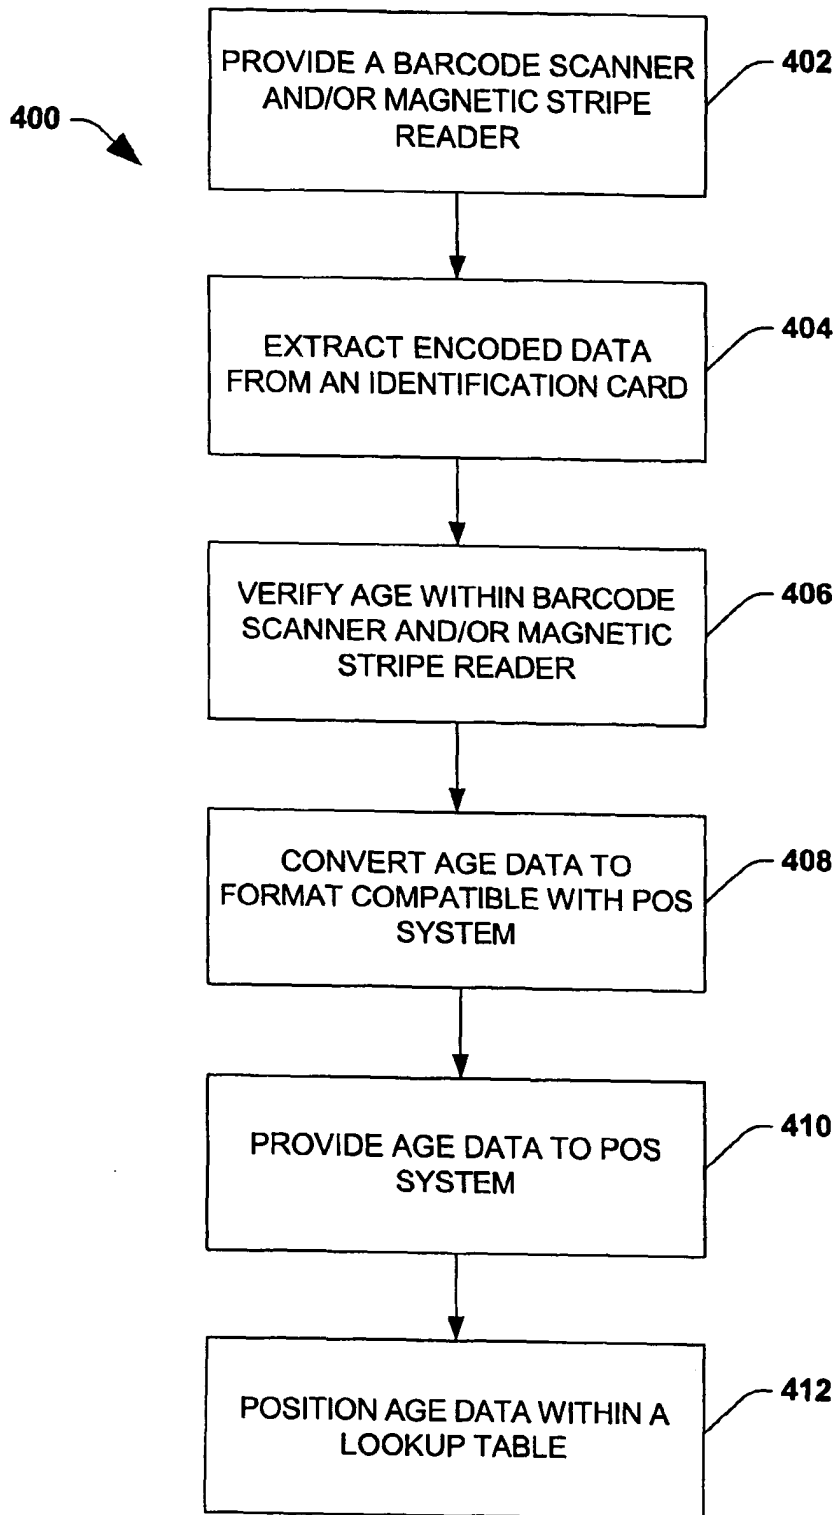 PROVIDE A BARCODE SCANNER
AND/OR MAGNETIC STRIPE
READER
402
400
EXTRACT ENCODED DATA
FROM AN IDENTIFICATION CARD
404
VERIFY AGE WITHIN BARCODE
SCANNER AND/OR MAGNETIC
STRIPE READER
406
CONVERT AGE DATA TO
FORMAT COMPATIBLE WITH POS
SYSTEM
408
PROVIDE AGE DATA TO POS
SYSTEM
410
POSITION AGE DATA WITHIN A
LOOKUP TABLE
412